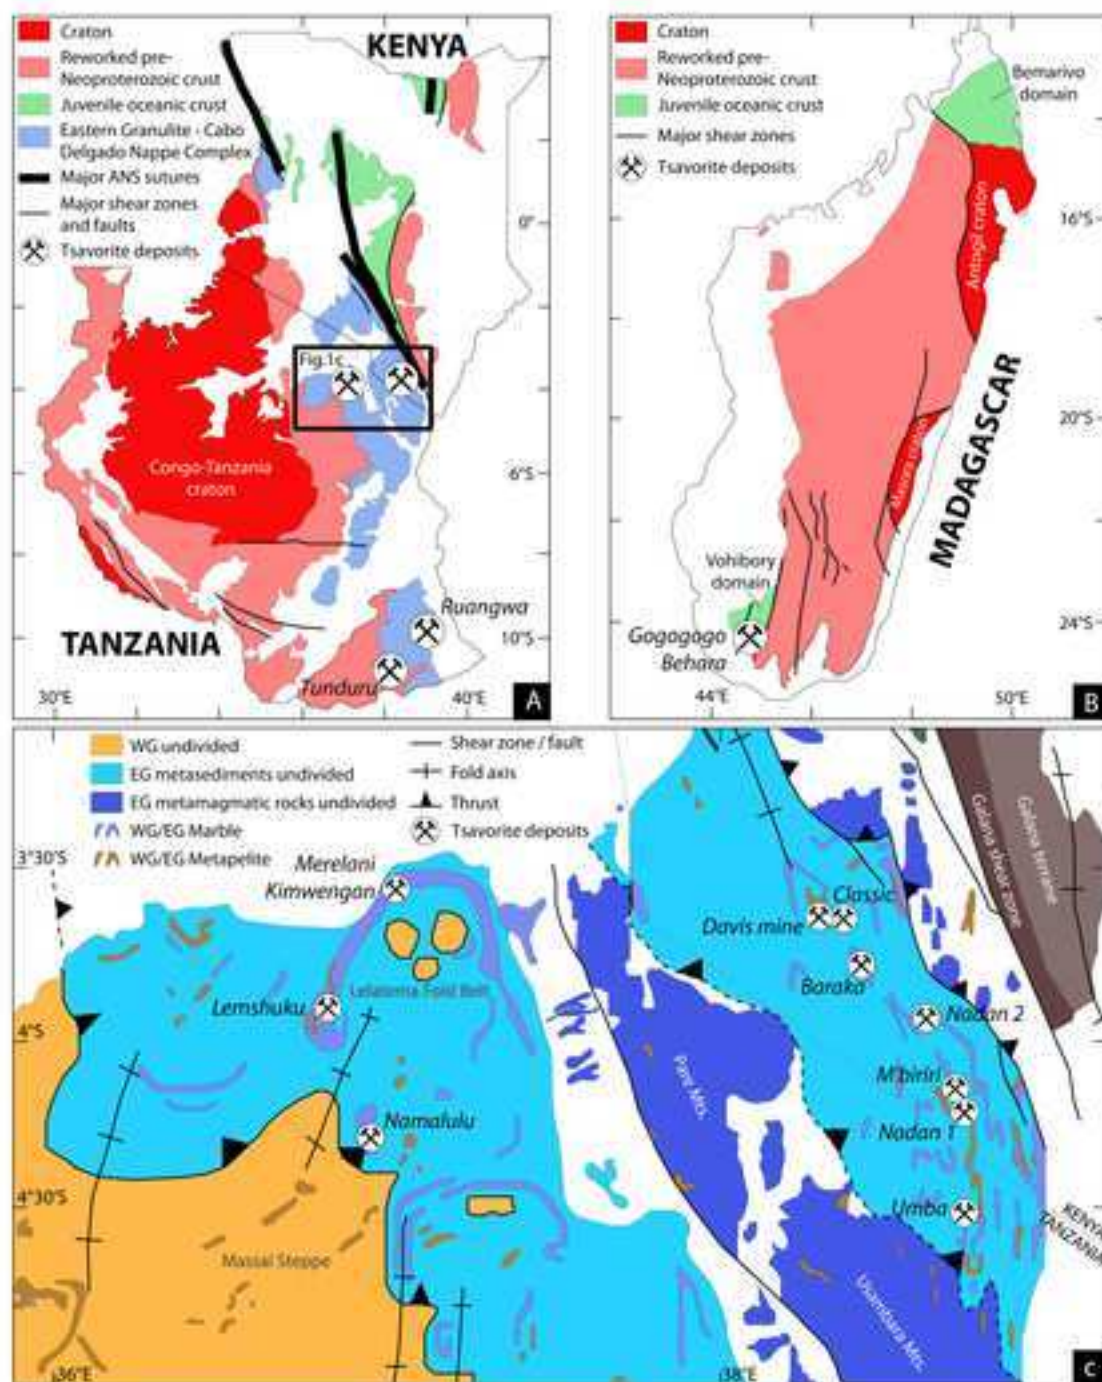 KENYA
Craton
Reworked pre-
Neoproterozoic crust
Juvenile oceanic crust
Eastern Granulite - Cabo
Delgado Nappe Complex
Major ANS sutures
Major shear zones
and faults
Tsavorite deposits
0°
Fig.1c
Congo-Tanzania
craton
6°S
Ruangwa
TANZANIA
10°S
Tunduru
30°E
40°E
A
Craton
Reworked pre-
Neoproterozoic crust
Juvenile oceanic crust
Major shear zones
Tsavorite deposits
Bemarivo
domain
16°S
Antogil craton
MADAGASCAR
20°S
Masora craton
Vohibory
domain
24°S
Gogogogo
Behara
44°E
50°E
B
WG undivided
EG metasediments undivided
EG metamagmatic rocks undivided
WG/EG Marble
WG/EG Metapelite
Shear zone / fault
Fold axis
Thrust
Tsavorite deposits
3°30'S
Merelani
Kimwengan
Galana shear zone
Galana terrane
Classic
Davis mine
Baraka
Lelatema Fold Belt
Lemshuku
Nadan 2
4°S
Pare Mts.
M'biriri
Nadan 1
Namalulu
4°30'S
Umba
KENYA
TANZANIA
Massai Steppe
Usambara Mts.
36°E
38°E
C